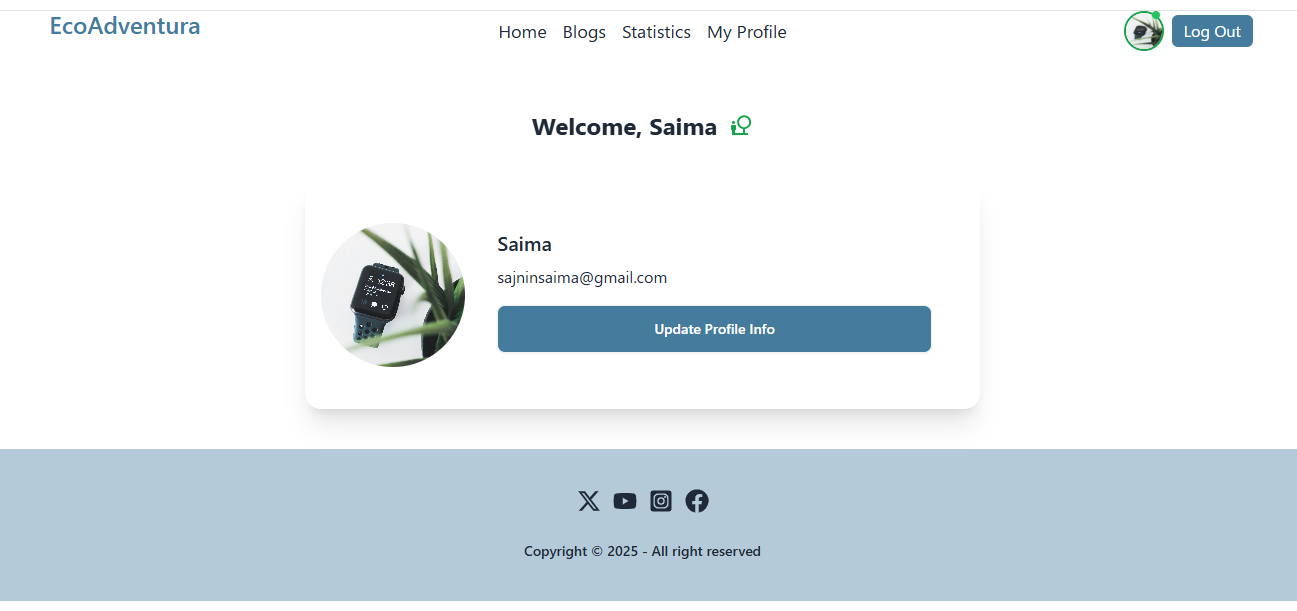 EcoAdventura
Home Blogs Statistics My Profile
Log Out
Welcome, Saima
Saima
sajninsaima@gmail.com
Update Profile Info
Copyright © 2025 - All right reserved